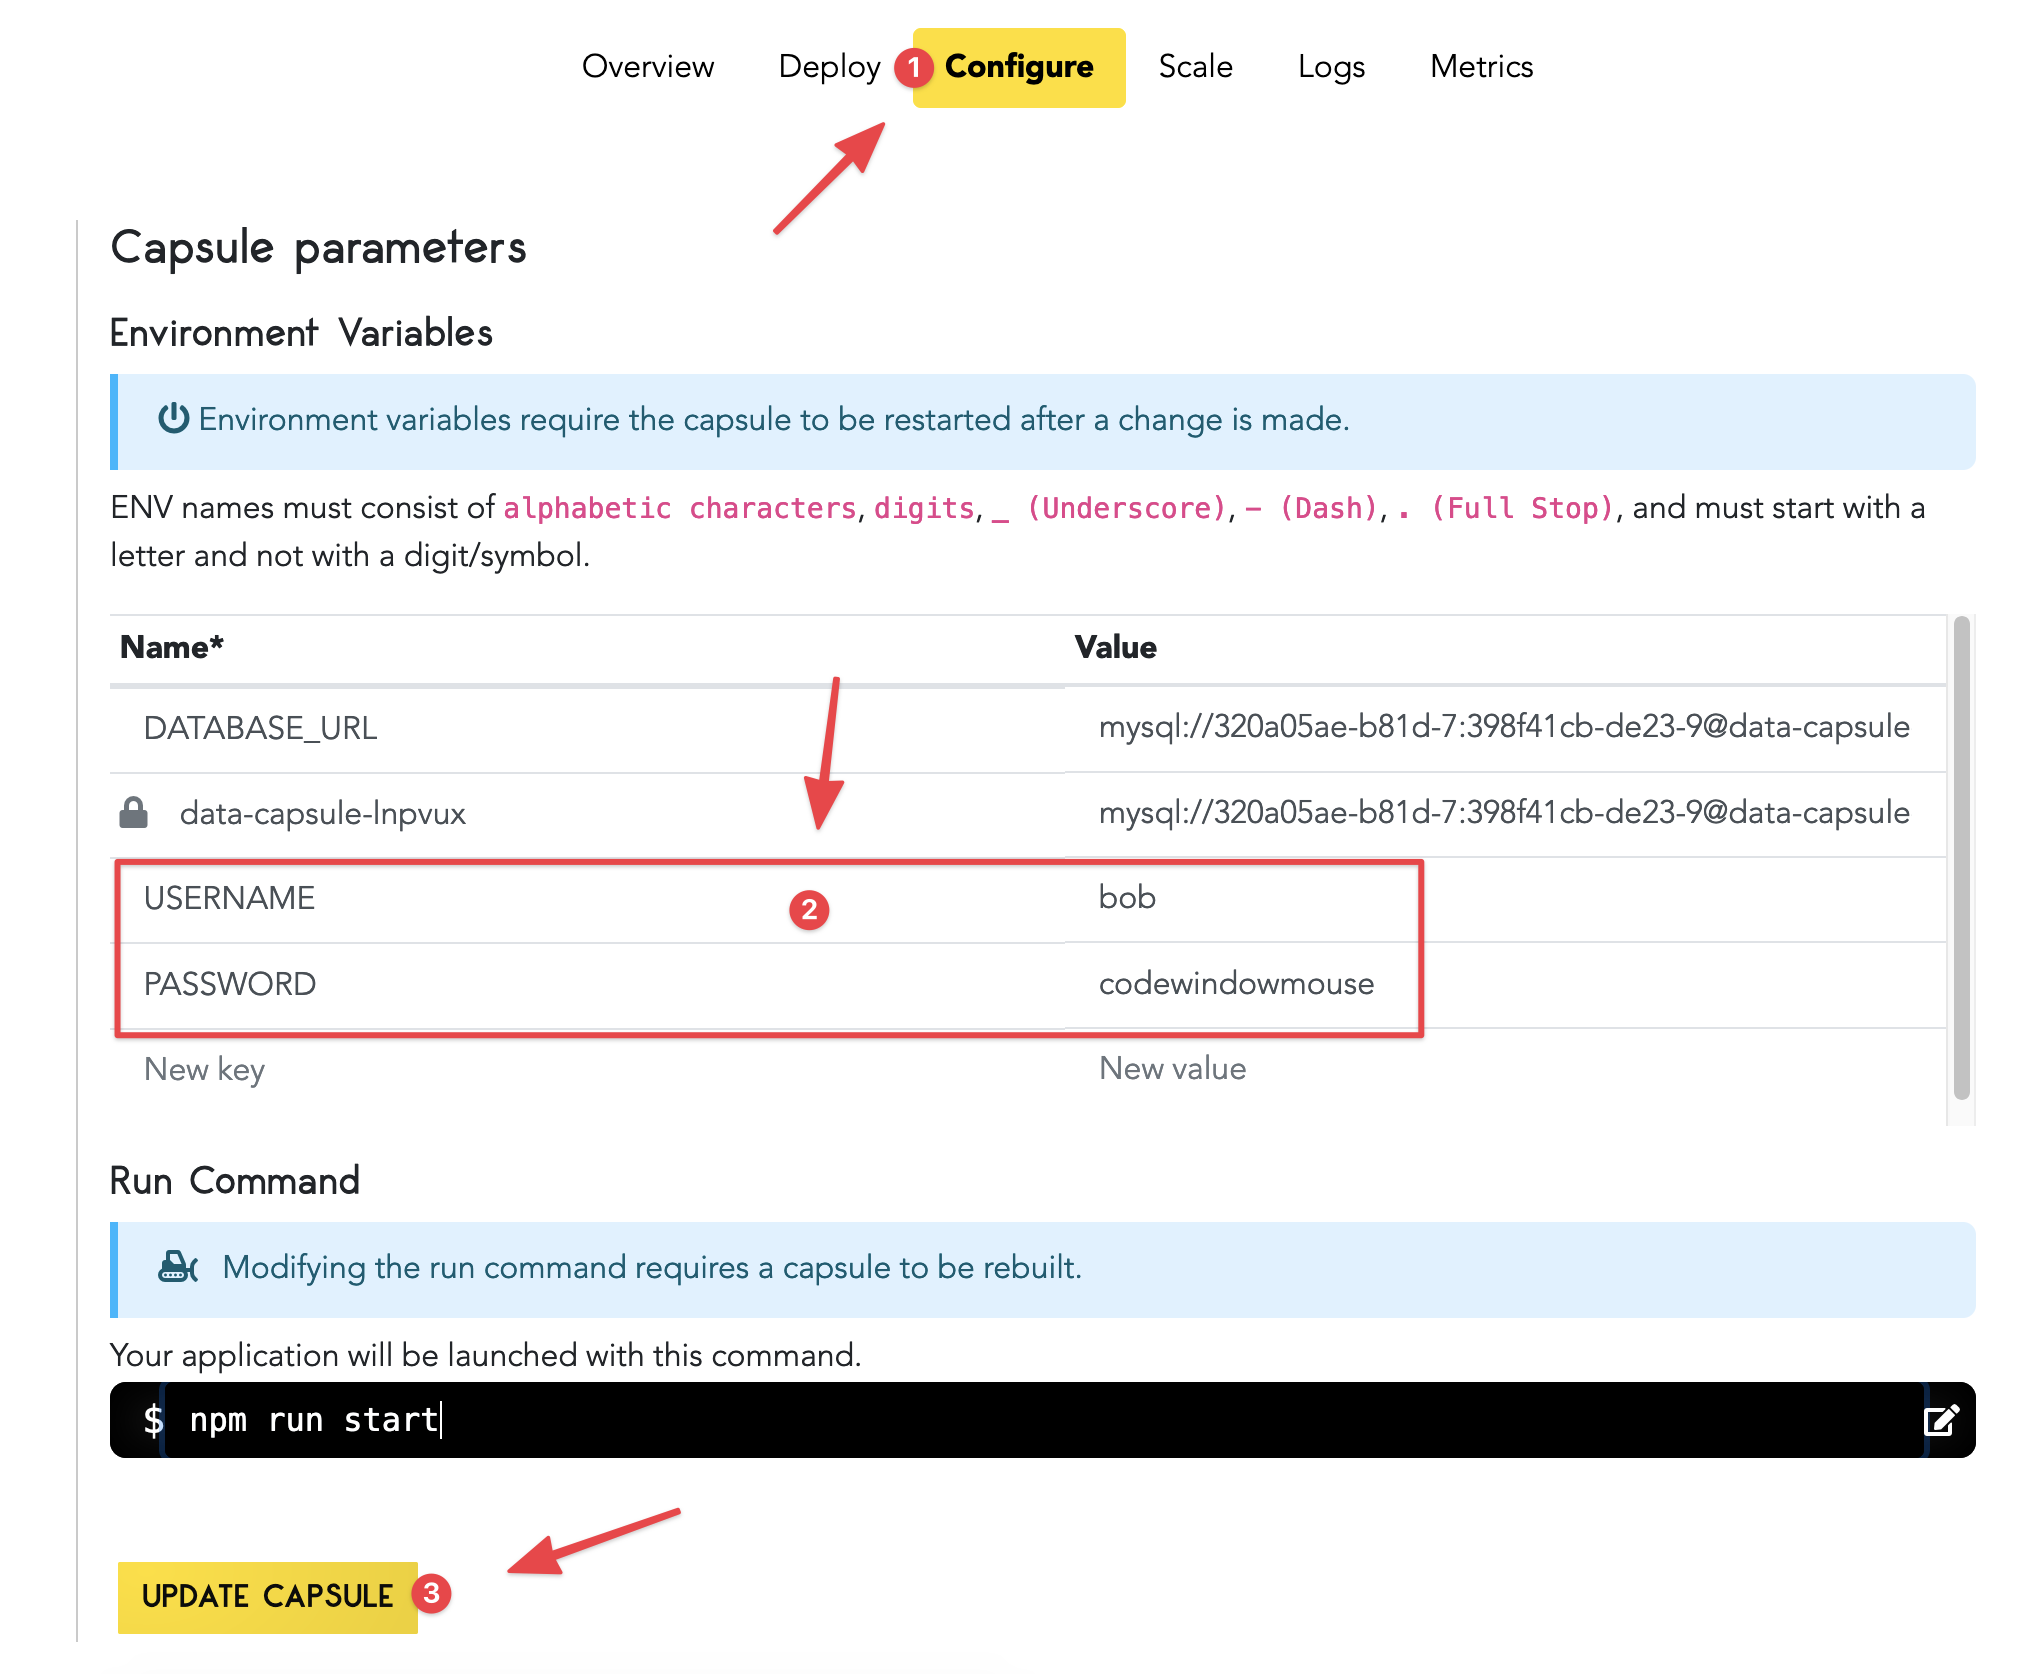 Overview Deploy 1 Configure Scale Logs Metrics
Capsule parameters
Environment Variables
Environment variables require the capsule to be restarted after a change is made.
ENV names must consist of alphabetic characters, digits, _ (Underscore), - (Dash), . (Full Stop), and must start with a
letter and not with a digit/symbol.
Name* Value
DATABASE_URL mysql://320a05ae-b81d-7:398f41cb-de23-9@data-capsule
data-capsule-lnpvux mysql://320a05ae-b81d-7:398f41cb-de23-9@data-capsule
USERNAME 2 bob
PASSWORD codewindowmouse
New key New value
Run Command
Modifying the run command requires a capsule to be rebuilt.
Your application will be launched with this command.
$ npm run start
UPDATE CAPSULE 3